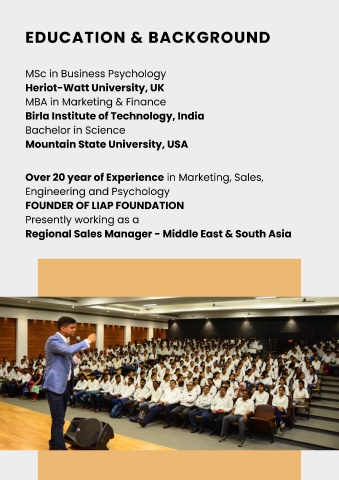 EDUCATION & BACKGROUND
MSc in Business Psychology
Heriot-Watt University, UK
MBA in Marketing & Finance
Birla Institute of Technology, India
Bachelor in Science
Mountain State University, USA
Over 20 year of Experience in Marketing, Sales,
Engineering and Psychology
FOUNDER OF LIAP FOUNDATION
Presently working as a
Regional Sales Manager - Middle East & South Asia